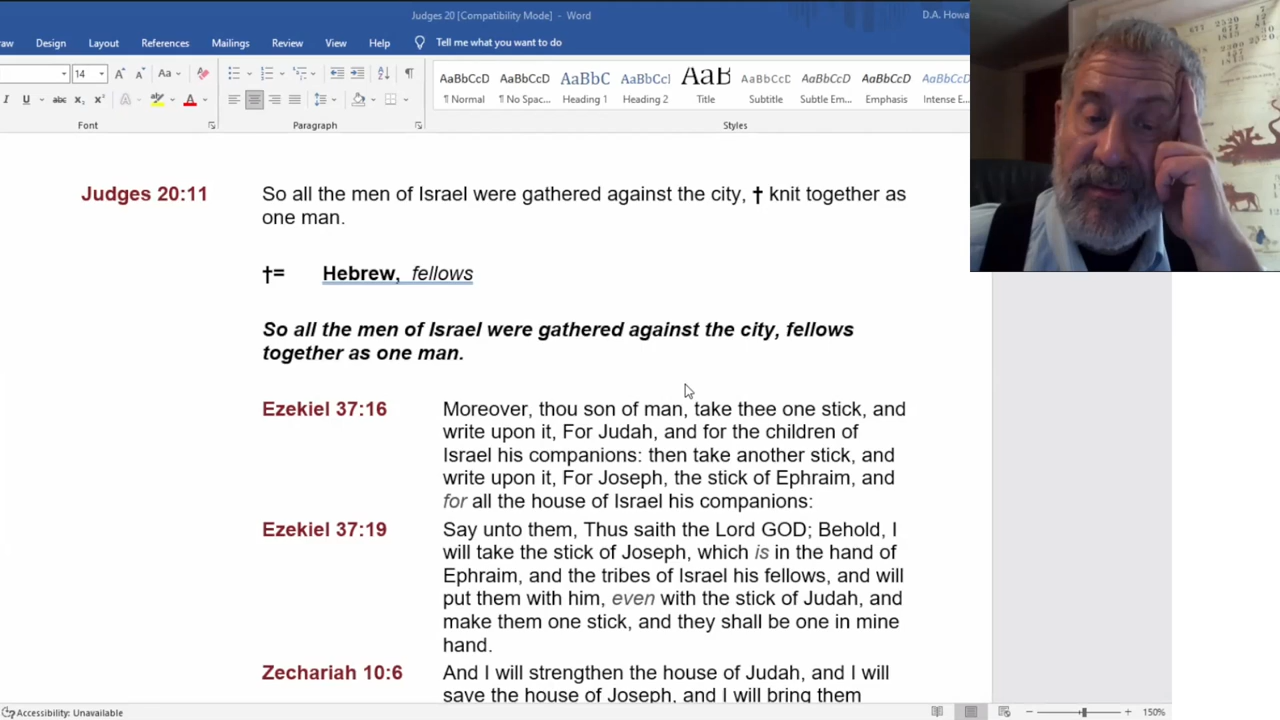 Judges 20 [Compatibility Mode] - Word
D.A. Howa
aw Design Layout References Mailings Review View Help Tell me what you want to do
14 Aa
AaBbCcD AaBbCcD AaBbC AaBbCcl AaB AaBbCcD AaBbCcD AaBbCcD AaBbCcD
I U abc
¶ Normal ¶ No Spac... Heading 1 Heading 2 Title Subtitle Subtle Em... Emphasis Intense E...
Font Paragraph Styles
Judges 20:11 So all the men of Israel were gathered against the city, † knit together as
one man.
†= Hebrew, fellows
So all the men of Israel were gathered against the city, fellows
together as one man.
Ezekiel 37:16 Moreover, thou son of man, take thee one stick, and
write upon it, For Judah, and for the children of
Israel his companions: then take another stick, and
write upon it, For Joseph, the stick of Ephraim, and
for all the house of Israel his companions:
Ezekiel 37:19 Say unto them, Thus saith the Lord GOD; Behold, I
will take the stick of Joseph, which is in the hand of
Ephraim, and the tribes of Israel his fellows, and will
put them with him, even with the stick of Judah, and
make them one stick, and they shall be one in mine
hand.
Zechariah 10:6 And I will strengthen the house of Judah, and I will
save the house of Joseph, and I will bring them
Accessibility: Unavailable
150%